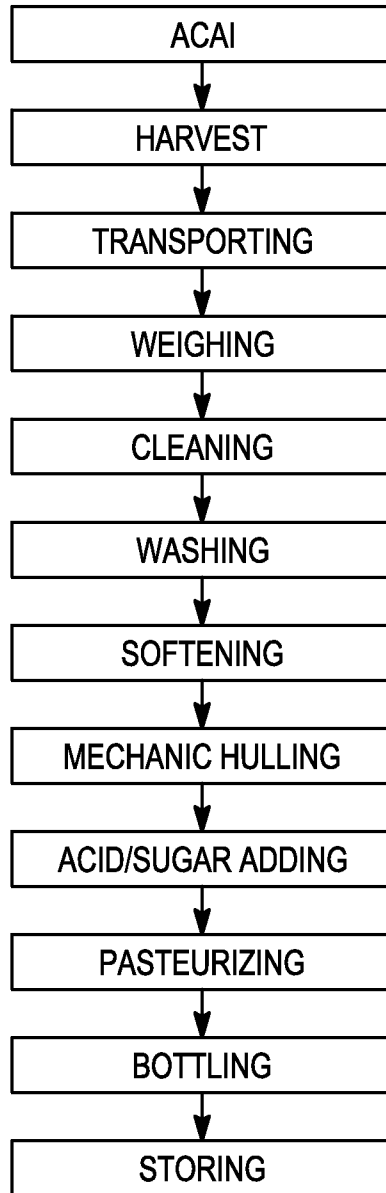 ACAI
HARVEST
TRANSPORTING
WEIGHING
CLEANING
WASHING
SOFTENING
MECHANIC HULLING
ACID/SUGAR ADDING
PASTEURIZING
BOTTLING
STORING